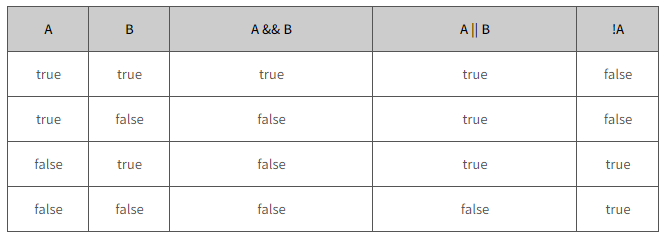 A B A && B A || B !A
true true true true false
true false false true false
false true false true true
false false false false true